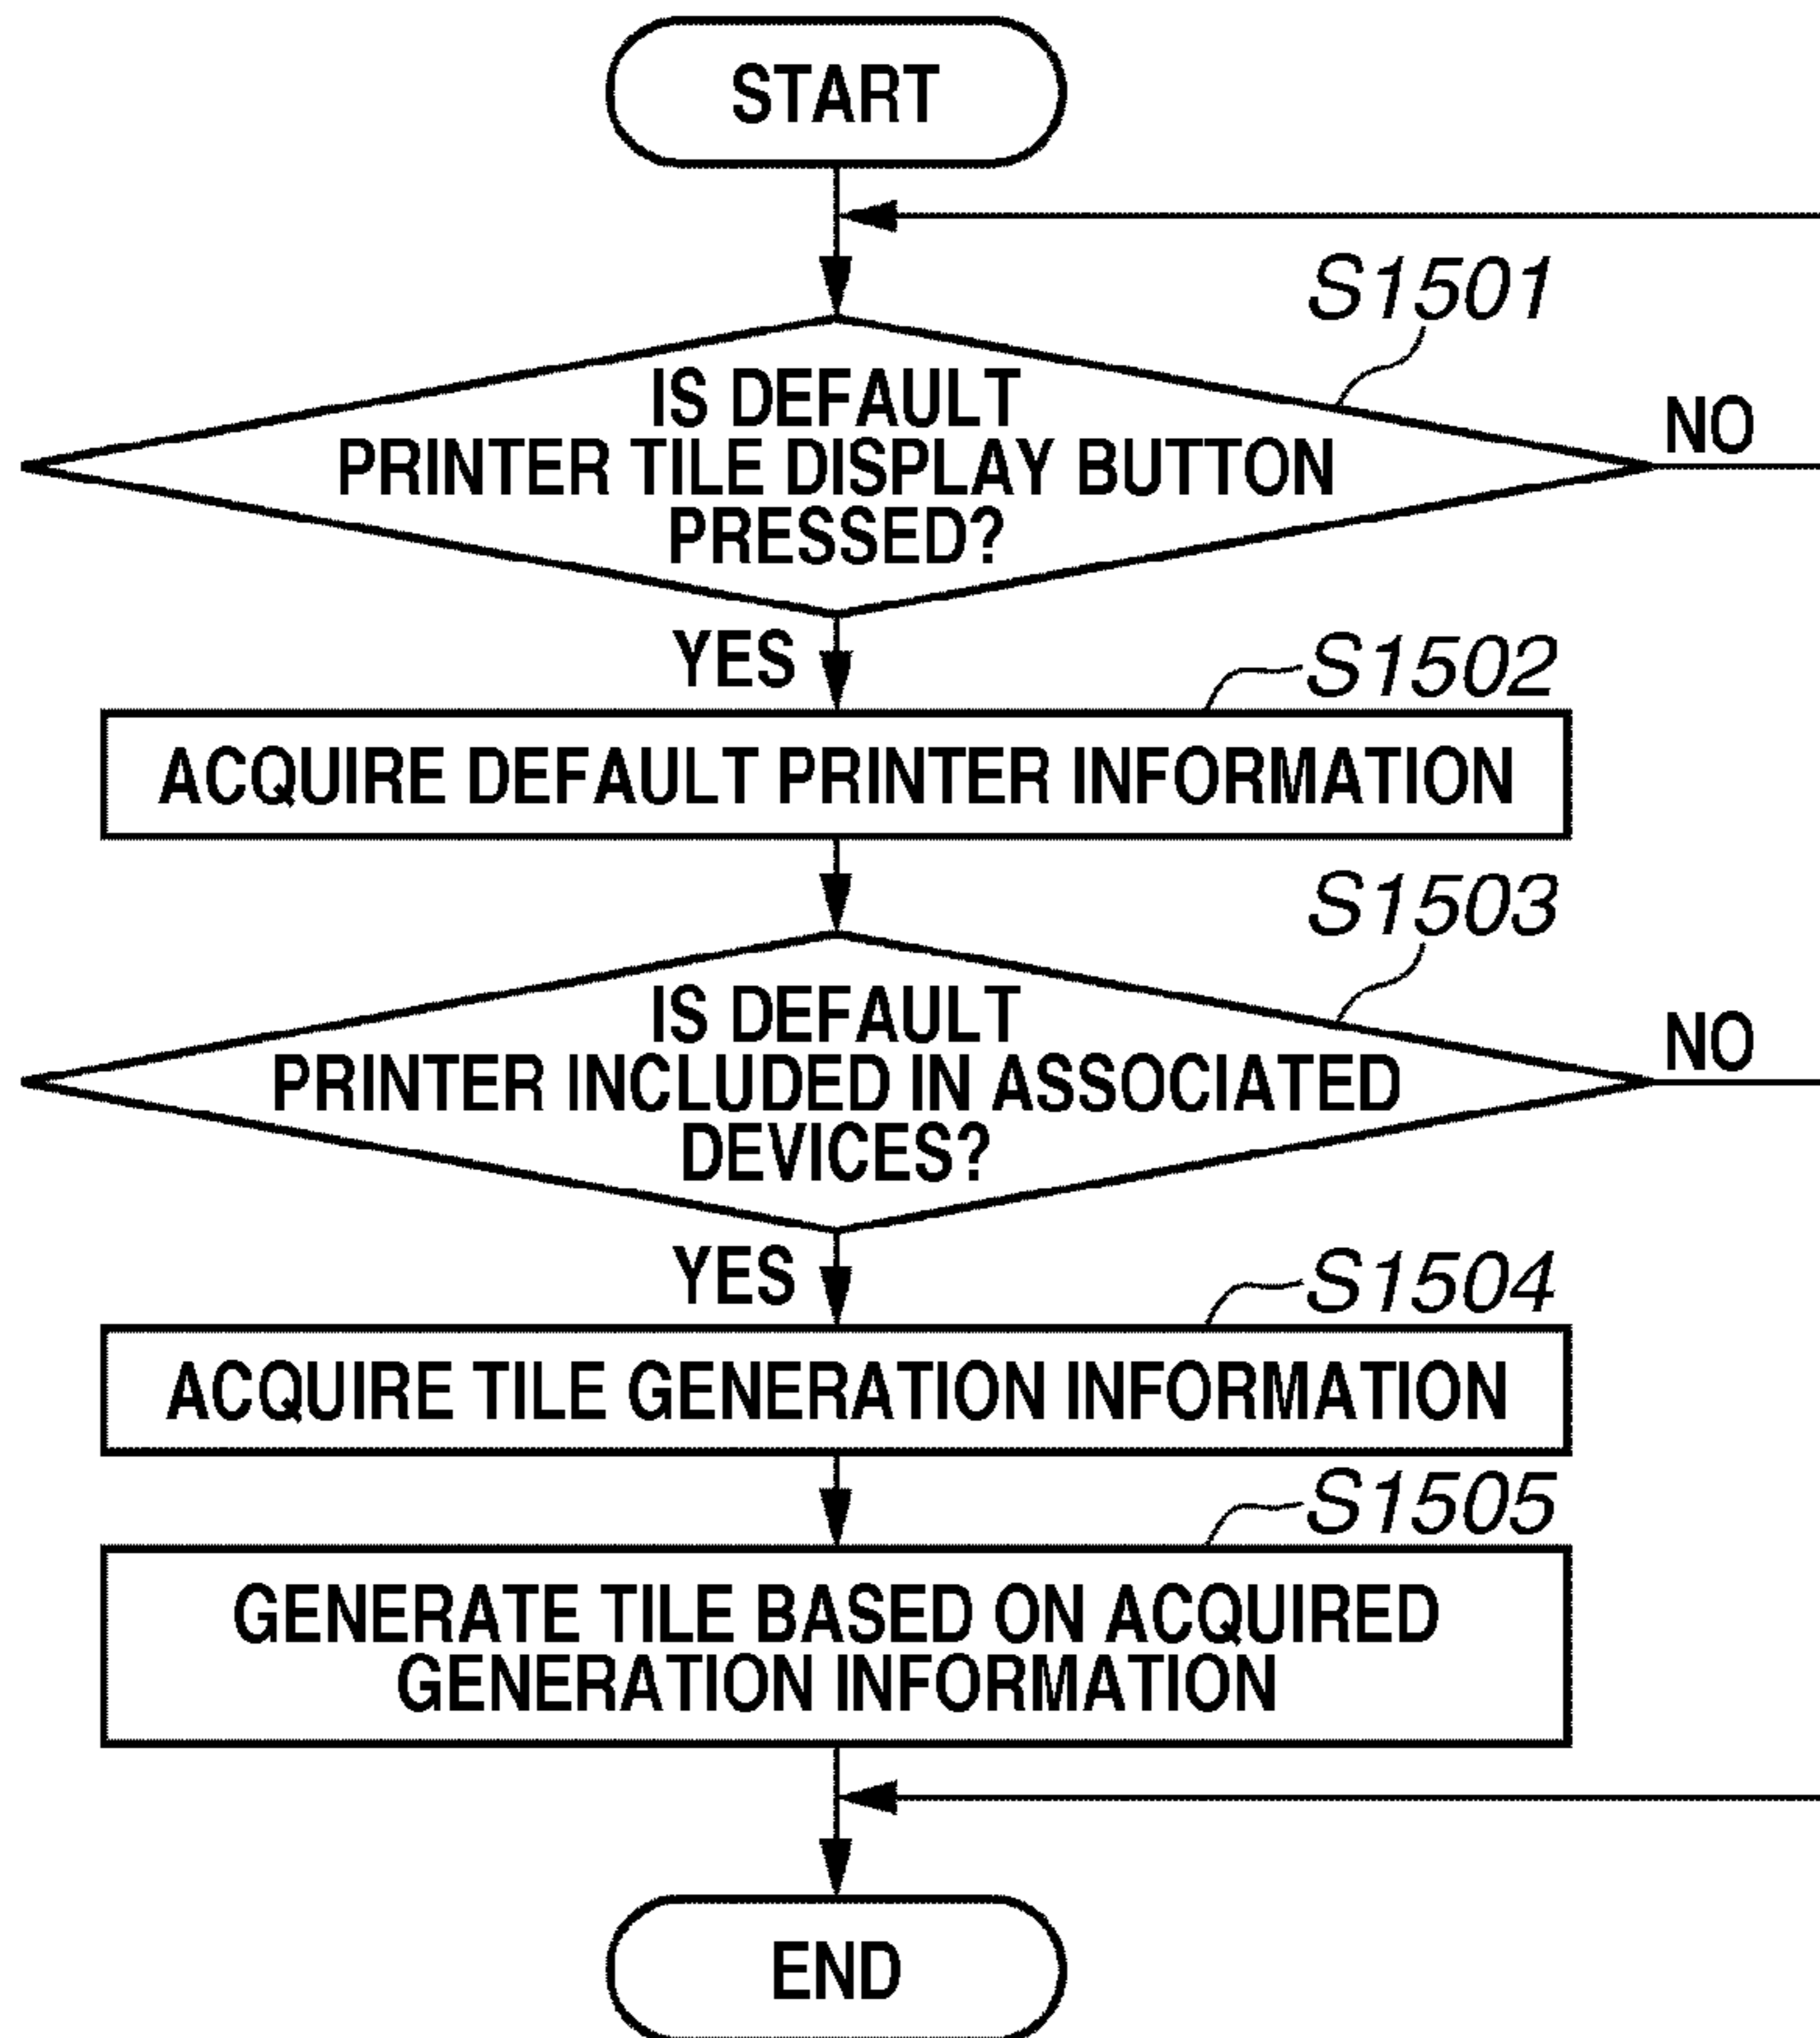 START
S1501
IS DEFAULT
PRINTER TILE DISPLAY BUTTON
PRESSED?
NO
YES
S1502
ACQUIRE DEFAULT PRINTER INFORMATION
S1503
IS DEFAULT
PRINTER INCLUDED IN ASSOCIATED
DEVICES?
NO
YES
S1504
ACQUIRE TILE GENERATION INFORMATION
S1505
GENERATE TILE BASED ON ACQUIRED
GENERATION INFORMATION
END